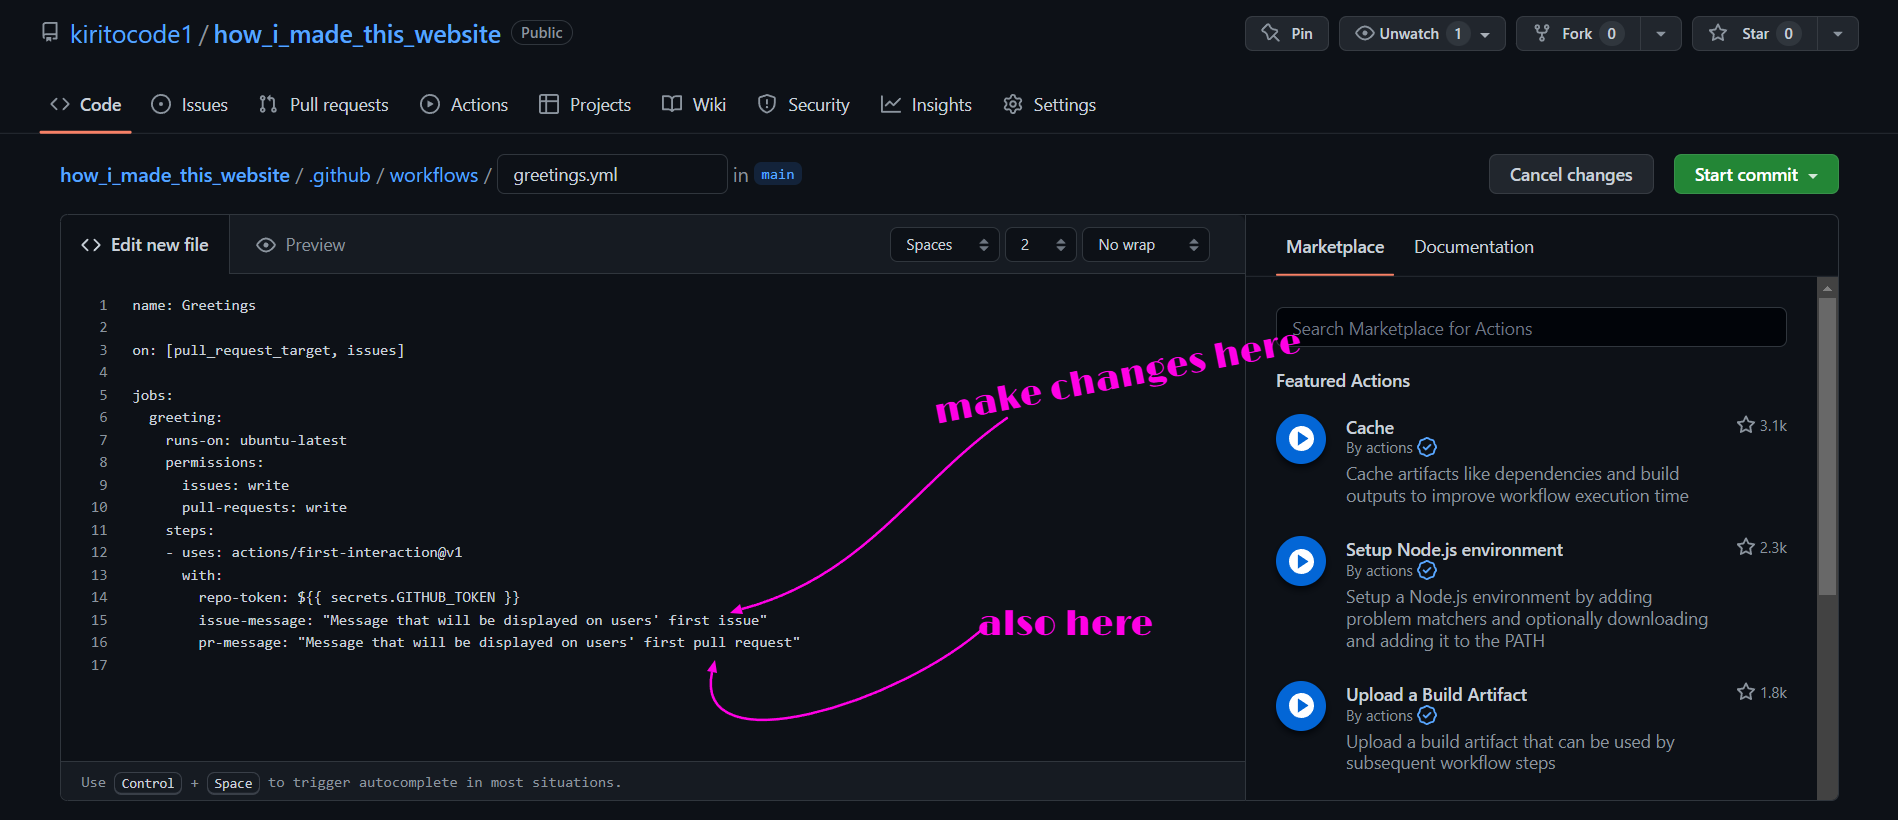 kiritocode1 / how_i_made_this_website Public
Pin Unwatch 1 Fork 0 Star 0
Code Issues Pull requests Actions Projects Wiki Security Insights Settings
how_i_made_this_website / .github / workflows / greetings.yml in main
Cancel changes Start commit
Edit new file Preview Spaces 2 No wrap
1 name: Greetings
2
3 on: [pull_request_target, issues]
4
5 jobs:
6 greeting:
7 runs-on: ubuntu-latest
8 permissions:
9 issues: write
10 pull-requests: write
11 steps:
12 - uses: actions/first-interaction@v1
13 with:
14 repo-token: ${{ secrets.GITHUB_TOKEN }}
15 issue-message: "Message that will be displayed on users' first issue"
16 pr-message: "Message that will be displayed on users' first pull request"
17
make changes here
also here
Use Control + Space to trigger autocomplete in most situations.
Marketplace Documentation
Search Marketplace for Actions
Featured Actions
Cache 3.1k
By actions
Cache artifacts like dependencies and build
outputs to improve workflow execution time
Setup Node.js environment 2.3k
By actions
Setup a Node.js environment by adding
problem matchers and optionally downloading
and adding it to the PATH
Upload a Build Artifact 1.8k
By actions
Upload a build artifact that can be used by
subsequent workflow steps